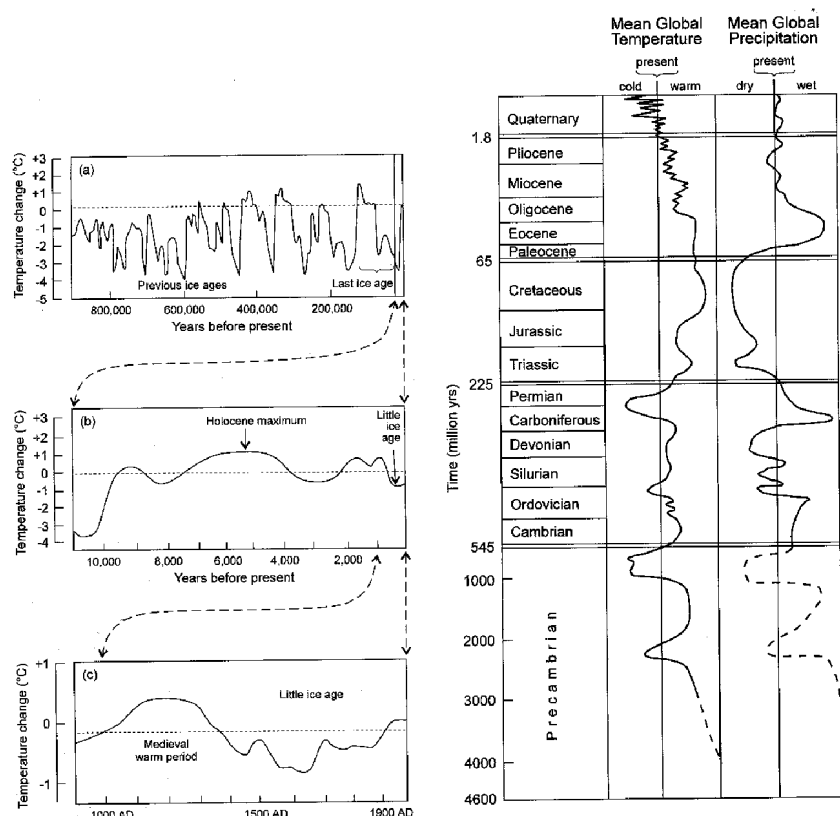 Temperature change (°C)
+3
+2
+1
0
-1
-2
-3
-4
-5
(a)
Previous ice ages
Last ice age
800,000
600,000
400,000
200,000
Years before present
Temperature change (°C)
+3
+2
+1
0
-1
-2
-3
-4
(b)
Holocene maximum
Little
ice
age
10,000
8,000
6,000
4,000
2,000
Years before present
Temperature change (°C)
+1
0
-1
(c)
Little ice age
Medieval
warm period
1000 AD
1500 AD
1900 AD
Mean Global
Temperature
present
cold
warm
Mean Global
Precipitation
present
dry
wet
Time (million yrs)
Quaternary
1.8
Pliocene
Miocene
Oligocene
Eocene
Paleocene
65
Cretaceous
Jurassic
Triassic
225
Permian
Carboniferous
Devonian
Silurian
Ordovician
Cambrian
545
1000
2000
3000
4000
4600
Precambrian